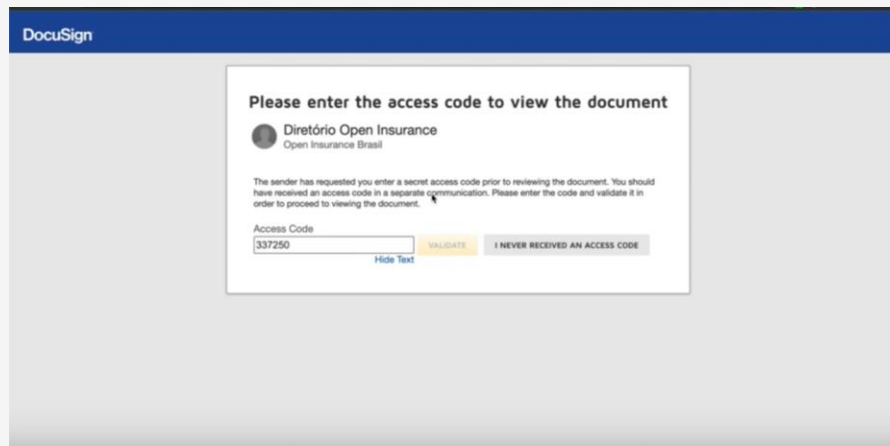 DocuSign
Please enter the access code to view the document
Diretório Open Insurance
Open Insurance Brasil
The sender has requested you enter a secret access code prior to reviewing the document. You should
have received an access code in a separate communication. Please enter the code and validate it in
order to proceed to viewing the document.
Access Code
337250
VALIDATE
I NEVER RECEIVED AN ACCESS CODE
Hide Text